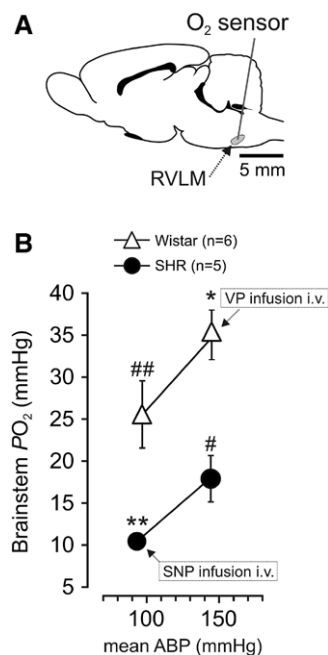 A
O₂ sensor
RVLM
5 mm
B
Wistar (n=6)
SHR (n=5)
40
35
30
25
20
15
10
5
Brainstem PO₂ (mmHg)
*
VP infusion i.v.
##
#
**
SNP infusion i.v.
100
150
mean ABP (mmHg)